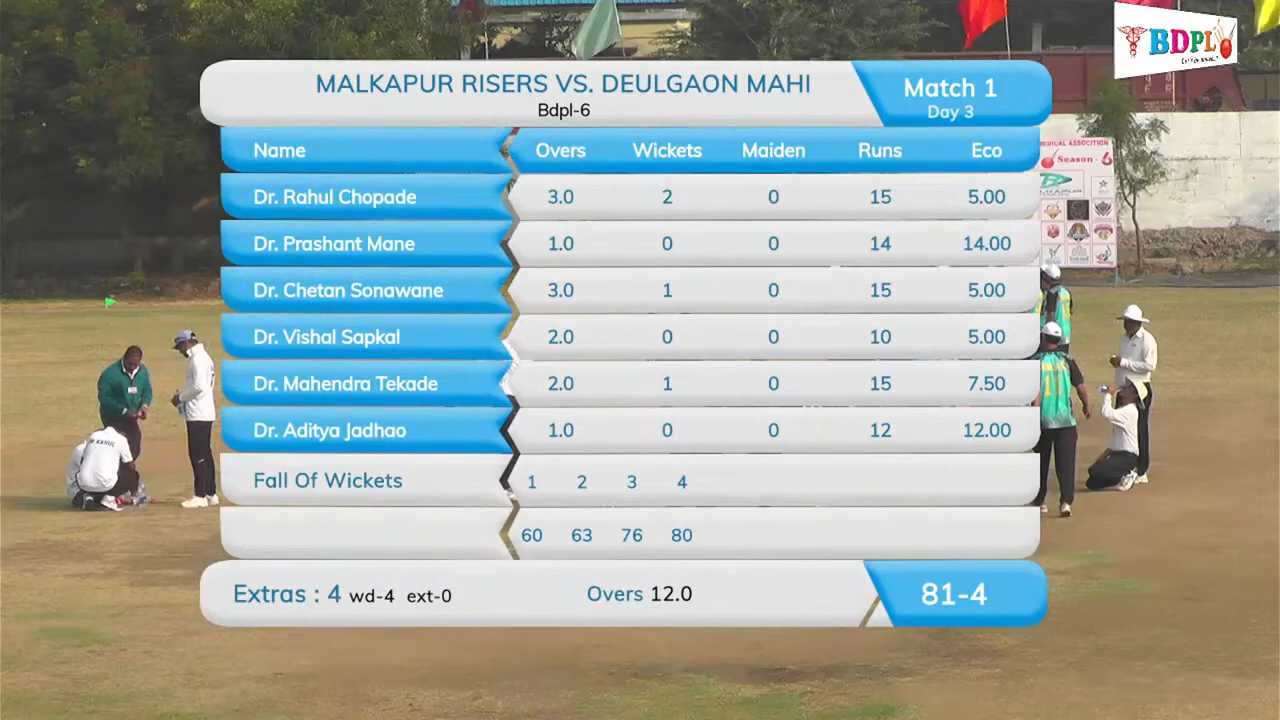 BDPL
MALKAPUR RISERS VS. DEULGAON MAHI
Bdpl-6
Match 1
Day 3
Name Overs Wickets Maiden Runs Eco
Dr. Rahul Chopade 3.0 2 0 15 5.00
Dr. Prashant Mane 1.0 0 0 14 14.00
Dr. Chetan Sonawane 3.0 1 0 15 5.00
Dr. Vishal Sapkal 2.0 0 0 10 5.00
Dr. Mahendra Tekade 2.0 1 0 15 7.50
Dr. Aditya Jadhao 1.0 0 0 12 12.00
Fall Of Wickets 1 2 3 4
60 63 76 80
Extras : 4 wd-4 ext-0 Overs 12.0 81-4
MEDICAL ASSOCITION
Season - 6